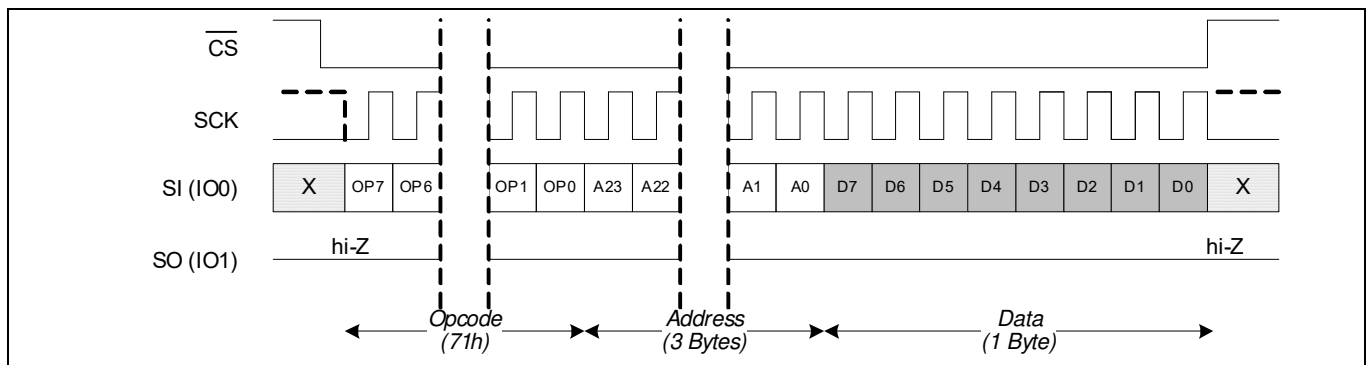 CS
SCK
SI (IO0) X OP7 OP6 OP1 OP0 A23 A22 A1 A0 D7 D6 D5 D4 D3 D2 D1 D0 X
hi-Z hi-Z
SO (IO1)
Opcode Address Data
(71h) (3 Bytes) (1 Byte)